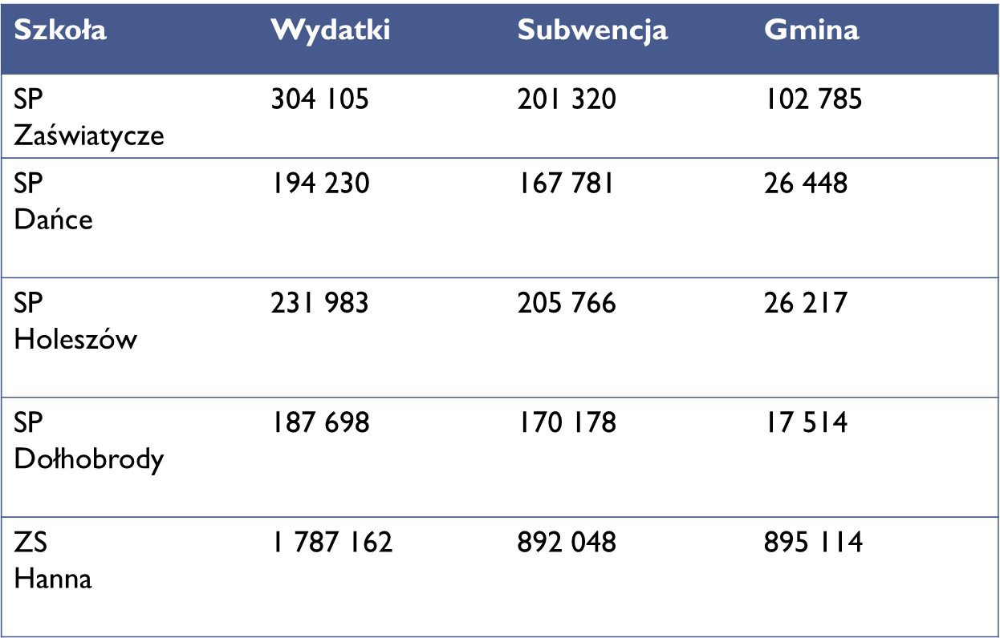 Szkoła Wydatki Subwencja Gmina
SP 304 105 201 320 102 785
Zaświatycze
SP 194 230 167 781 26 448
Dańce
SP 231 983 205 766 26 217
Holeszów
SP 187 698 170 178 17 514
Dołhobrody
ZS 1 787 162 892 048 895 114
Hanna